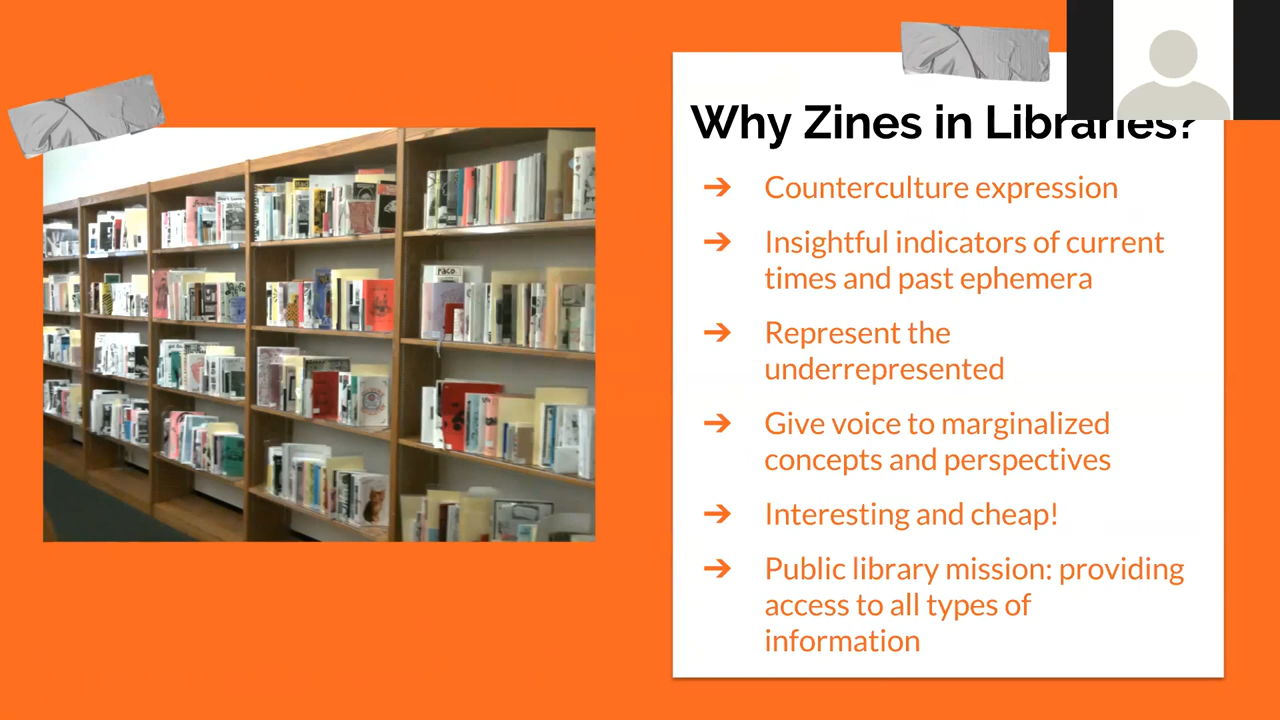 Why Zines in Libraries?
➔ Counterculture expression
➔ Insightful indicators of current
times and past ephemera
➔ Represent the
underrepresented
➔ Give voice to marginalized
concepts and perspectives
➔ Interesting and cheap!
➔ Public library mission: providing
access to all types of
information